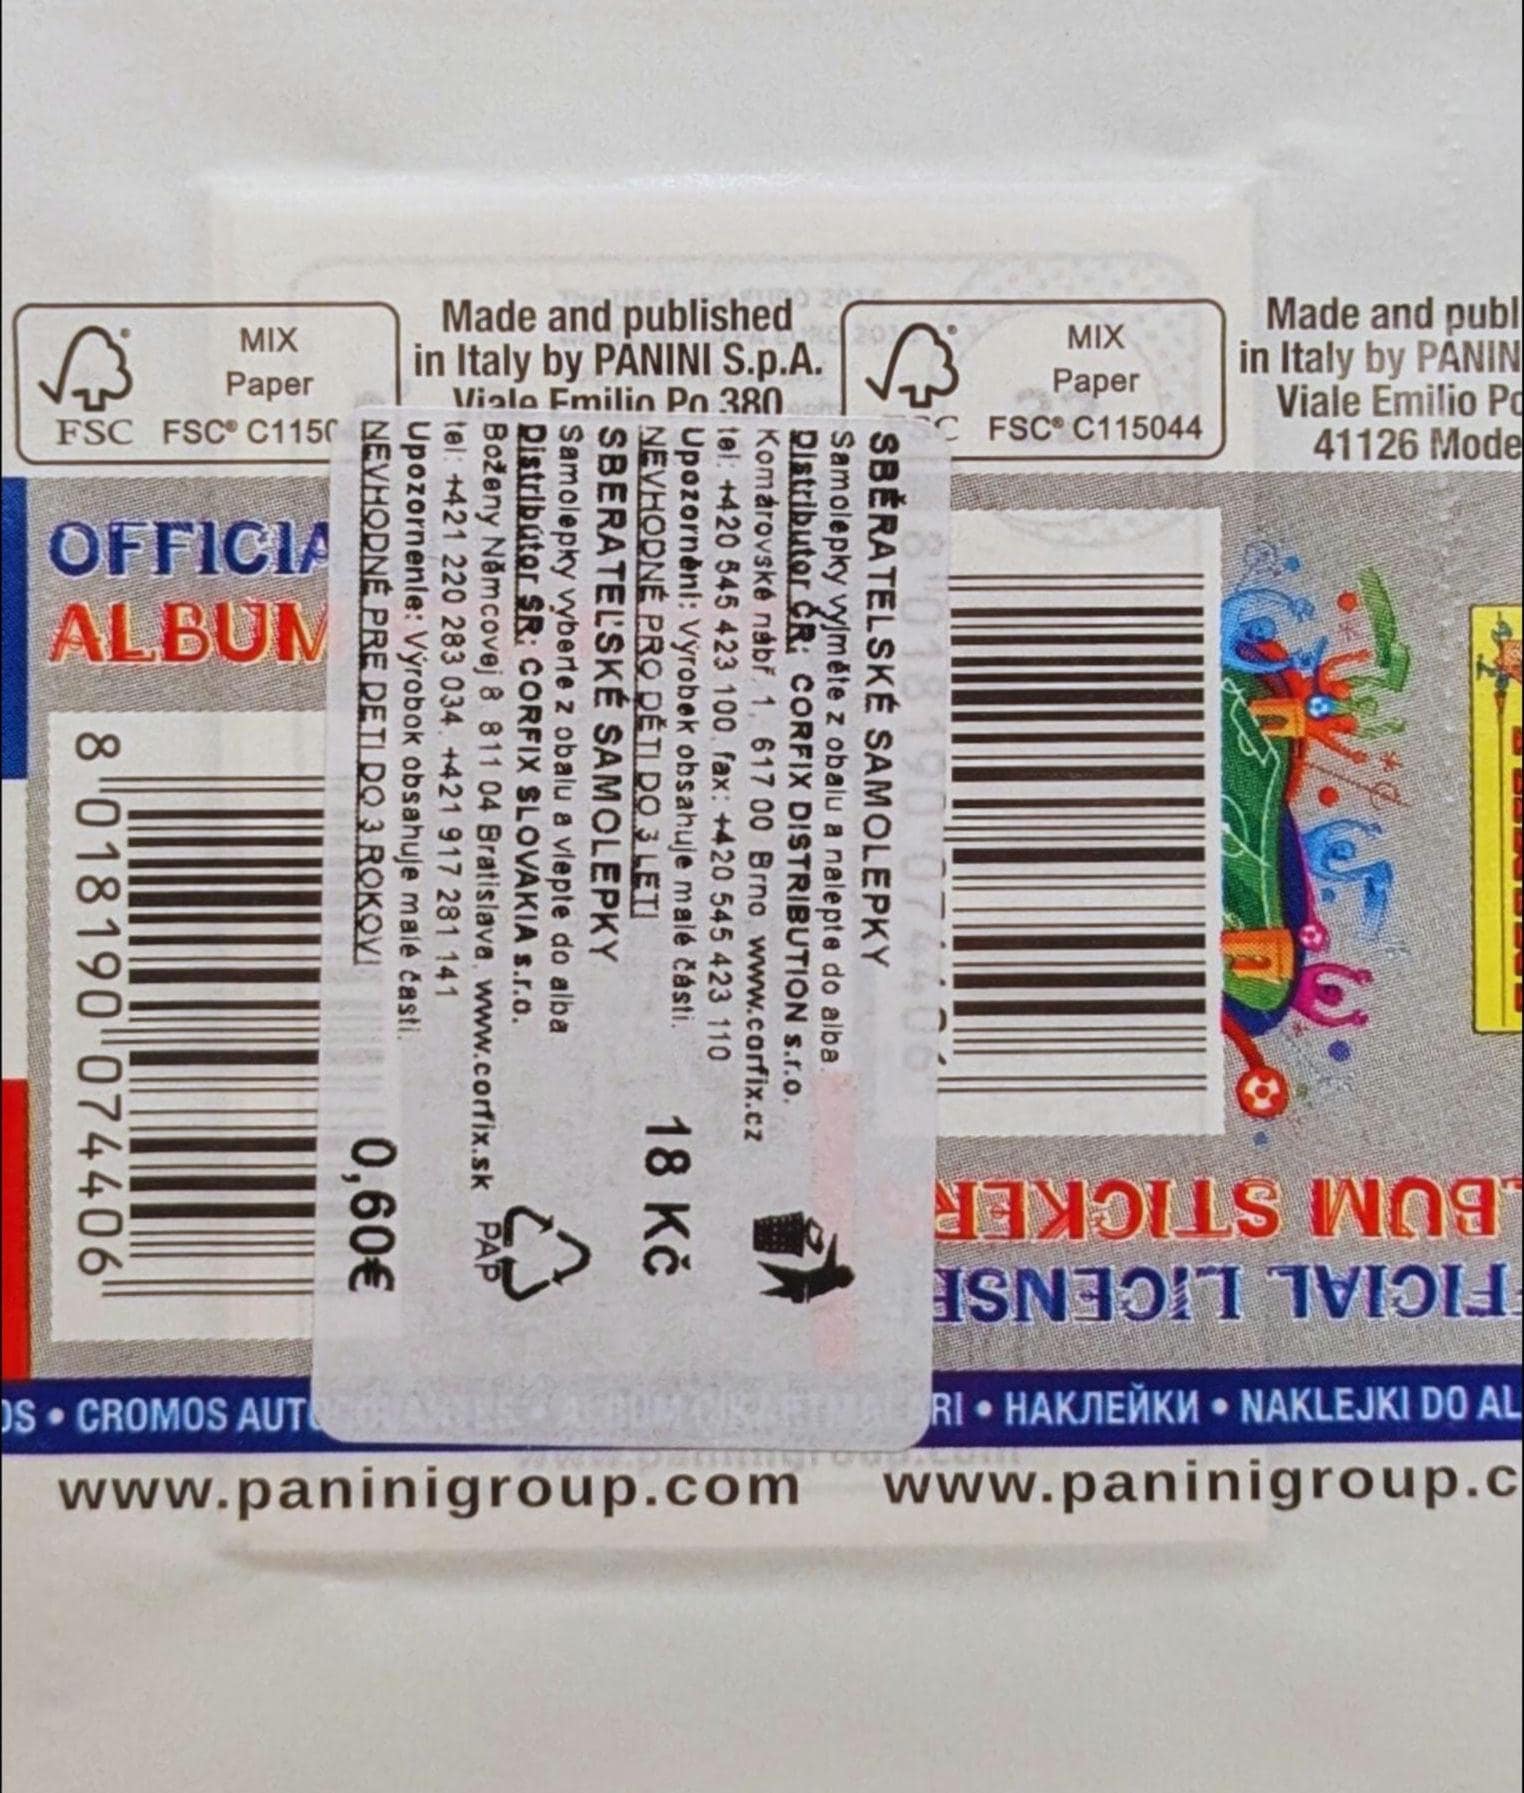 FSC
MIX
Paper
FSC® C1150
Made and published
in Italy by PANINI S.p.A.
Viale Emilio Po 380
MIX
Paper
FSC® C115044
Made and publ
in Italy by PANIN
Viale Emilio Po
41126 Mode
OFFICIA
ALBUM
8 018190 074406
SBĚRATELSKÉ SAMOLEPKY
Samolepky vyjměte z obalu a nalepte do alba.
Distributor ČR: CORFIX DISTRIBUTION s.r.o.
Komárovské nábř. 1, 617 00 Brno, www.corfix.cz
tel: +420 545 423 100, fax: +420 545 423 110
Upozornění: Výrobek obsahuje malé části.
NEVHODNÉ PRO DĚTI DO 3 LET!
18 Kč
SBERATEĽSKÉ SAMOLEPKY
Samolepky vyberte z obalu a vlepte do alba
Distribútor SR: CORFIX SLOVAKIA s.r.o.
Boženy Němcovej 8, 811 04 Bratislava, www.corfix.sk
tel: +421 220 283 034, +421 917 281 141
Upozornenie: Výrobok obsahuje malé časti.
NEVHODNÉ PRE DETI DO 3 ROKOV!
0,60€
PAP
FICIAL LICENSE
BUM STICKER
OS • CROMOS AUTO
RI • НАКЛЕЙКИ • NAKLEJKI DO AL
www.paninigroup.com
www.paninigroup.c